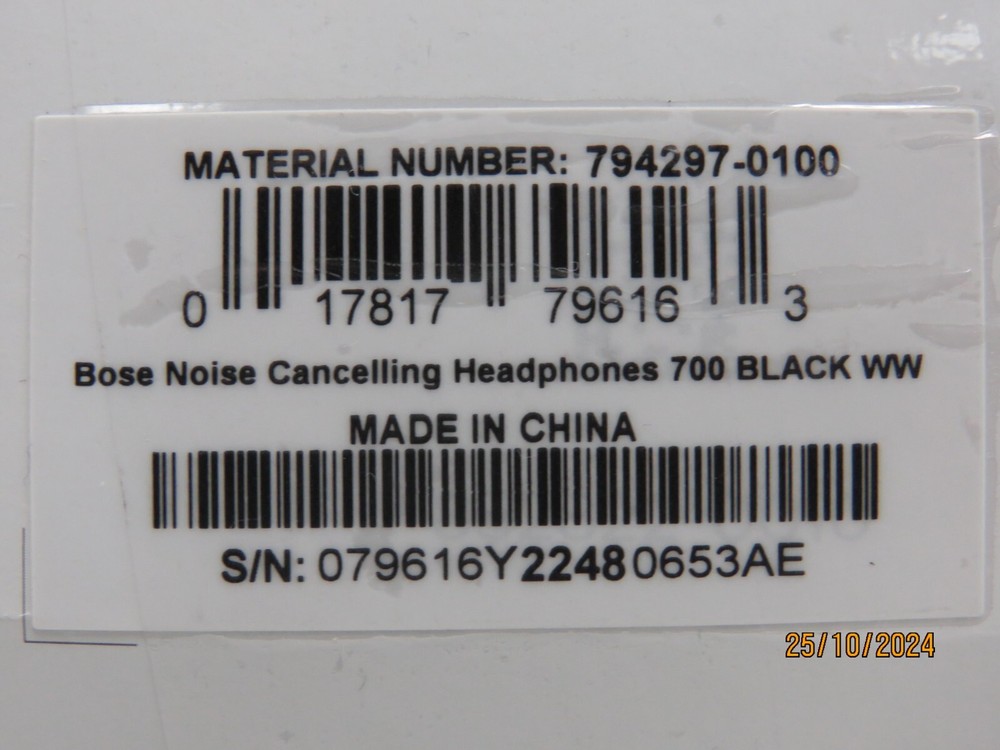 MATERIAL NUMBER: 794297-0100
0 17817 79616 3
Bose Noise Cancelling Headphones 700 BLACK WW
MADE IN CHINA
S/N: 079616Y22480653AE
25/10/2024